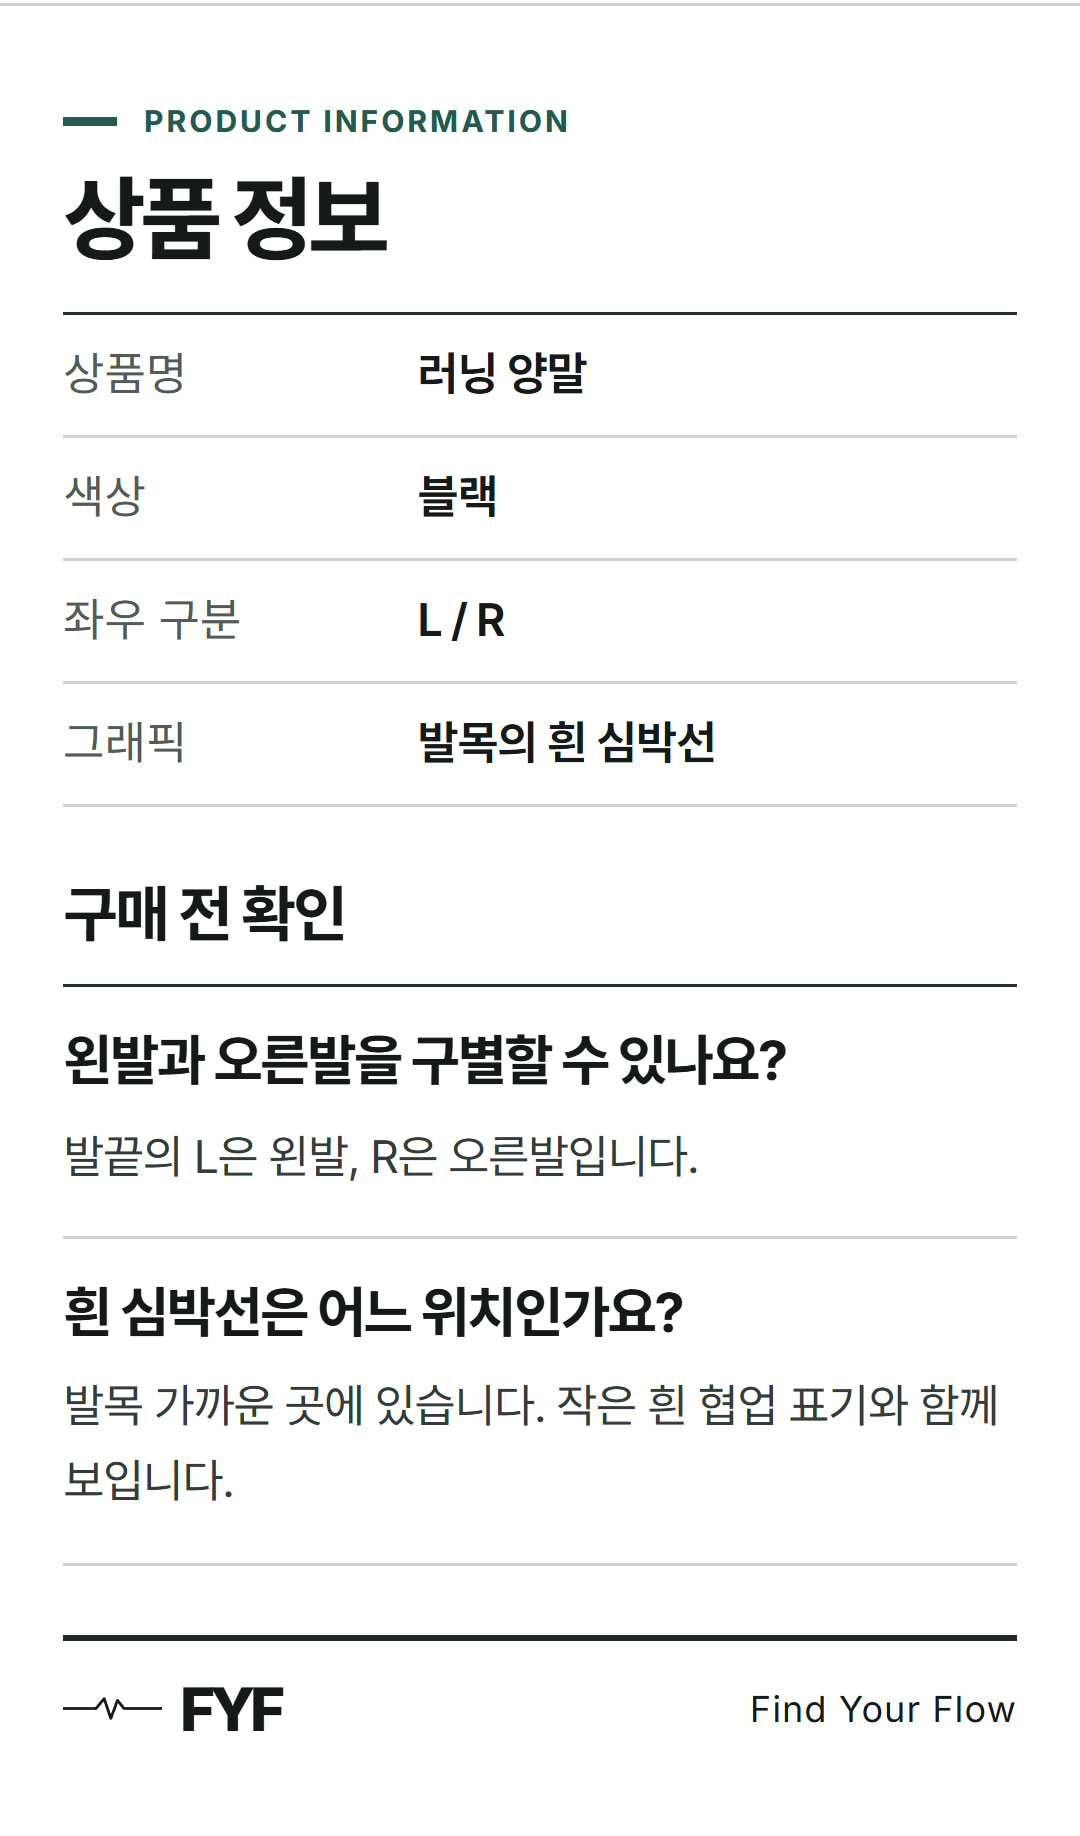 PRODUCT INFORMATION
상품 정보
상품명 러닝 양말
색상 블랙
좌우 구분 L / R
그래픽 발목의 흰 심박선
구매 전 확인
왼발과 오른발을 구별할 수 있나요?
발끝의 L은 왼발, R은 오른발입니다.
흰 심박선은 어느 위치인가요?
발목 가까운 곳에 있습니다. 작은 흰 협업 표기와 함께
보입니다.
FYF Find Your Flow